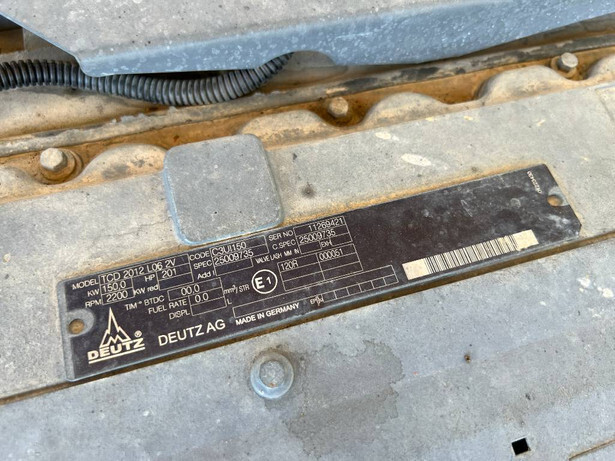 MODEL TCD 2012 L06 2V CODE C3UI150 SER NO 11269421
KW 150.0 HP 201 25009735 C.SPEC 25009735
RPM 2200 KW red Add I VALVE LASH MM IN EXH
TIM ° BTDC 00.0 mm³/STR E1 120R 000051
FUEL RATE 0.0
DISPL L
DEUTZ ® DEUTZ AG MADE IN GERMANY